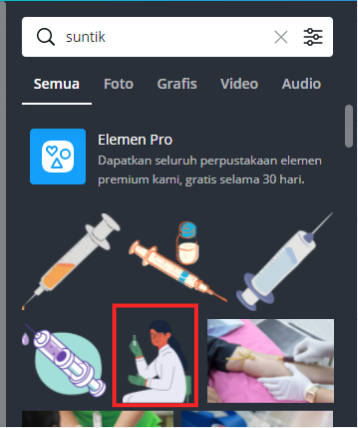 suntik
Semua Foto Grafis Video Audio
Elemen Pro
Dapatkan seluruh perpustakaan elemen
premium kami, gratis selama 30 hari.